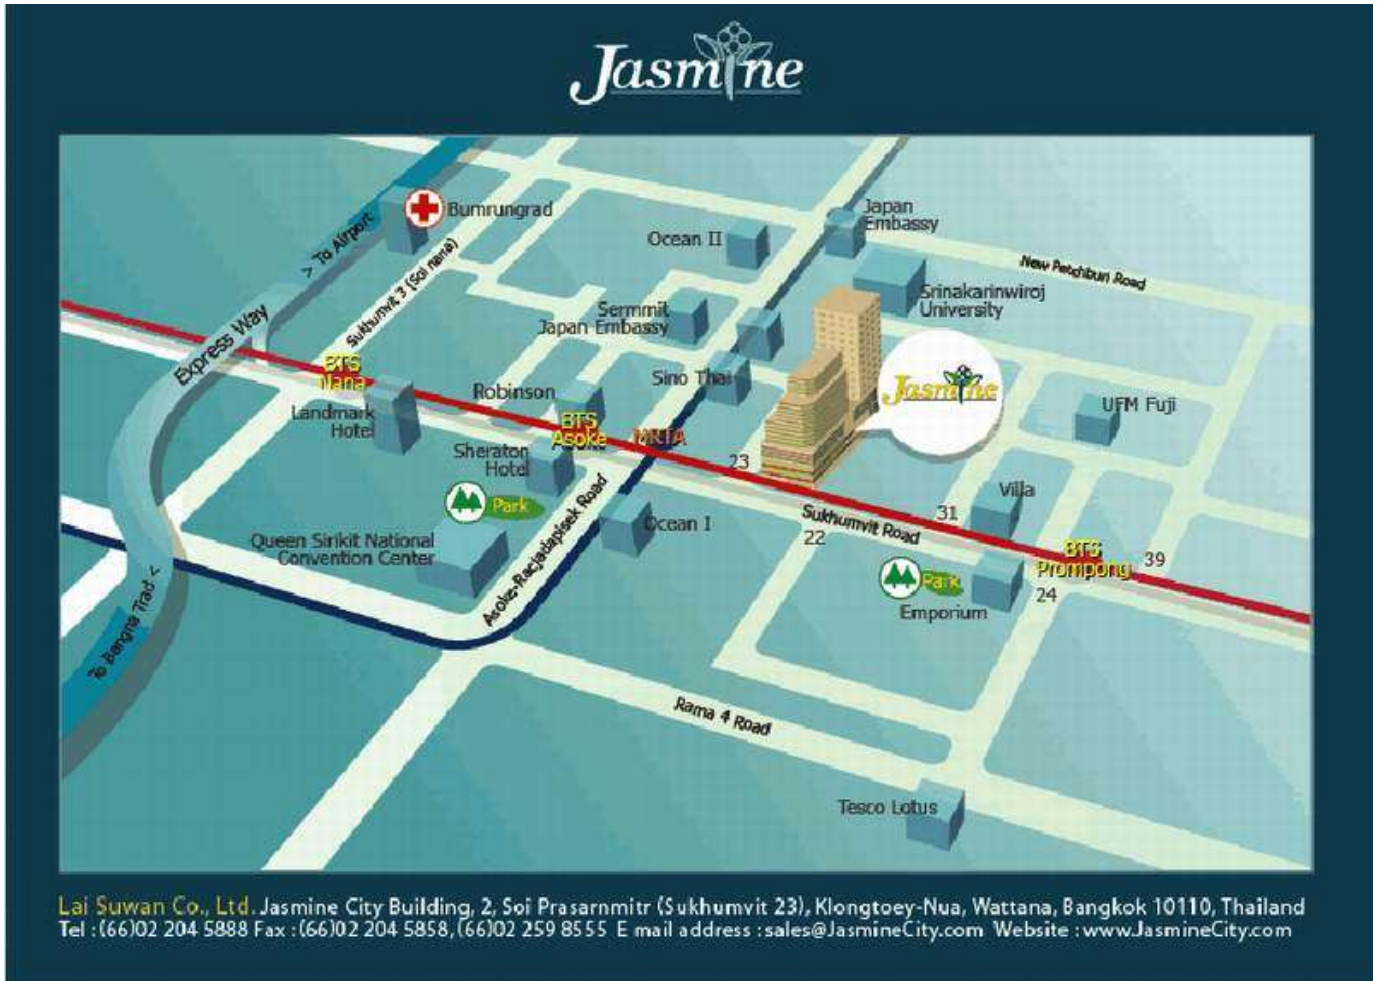 Jasmine
Bumrungrad
> To Airport
Sukhumvit 3 (Soi nana)
Express Way
Japan
Embassy
Ocean II
New Petchburi Road
Srinakarinwiroj
University
Sermmit
Japan Embassy
Sino Thai
Jasmine
BTS
Nana
Landmark
Hotel
Robinson
BTS
Asoke
MRTA
UFM Fuji
Sheraton
Hotel
23
Park
Villa
31
Sukhumvit Road
22
Ocean I
Queen Sirikit National
Convention Center
Asoke-Racjadapisek Road
BTS
Prompong
39
Park
24
Emporium
To Bangna Trad <
Rama 4 Road
Tesco Lotus
Lai Suwan Co., Ltd. Jasmine City Building, 2, Soi Prasarnmitr (Sukhumvit 23), Klongtoey-Nua, Wattana, Bangkok 10110, Thailand
Tel :(66)02 204 5888 Fax :(66)02 204 5858,(66)02 259 8555 E mail address :sales@JasmineCity.com Website :www.JasmineCity.com